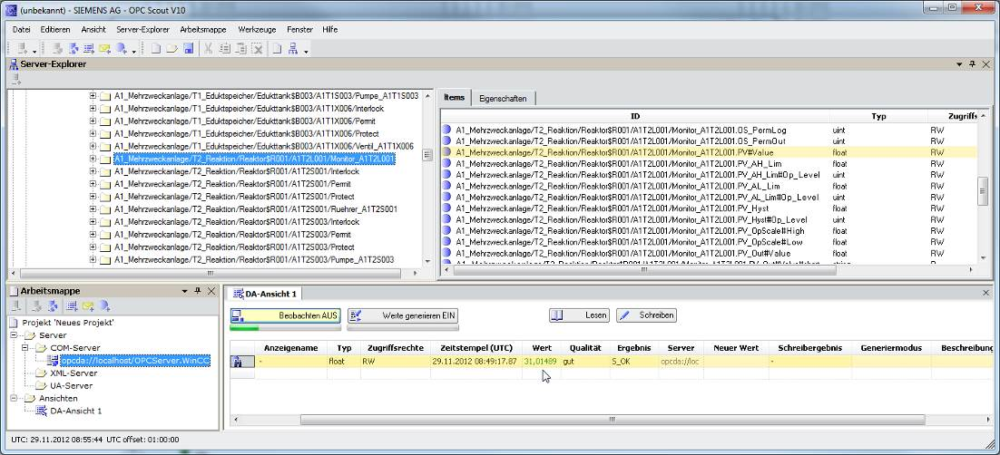 (unbekannt) - SIEMENS AG - OPC Scout V10
Datei Editieren Ansicht Server-Explorer Arbeitsmappe Werkzeuge Fenster Hilfe
Server-Explorer
A1_Mehrzweckanlage/T1_Eduktspeicher/Edukttank$B003/A1T1S003/Pumpe_A1T1S003
A1_Mehrzweckanlage/T1_Eduktspeicher/Edukttank$B003/A1T1X006/Interlock
A1_Mehrzweckanlage/T1_Eduktspeicher/Edukttank$B003/A1T1X006/Permit
A1_Mehrzweckanlage/T1_Eduktspeicher/Edukttank$B003/A1T1X006/Protect
A1_Mehrzweckanlage/T1_Eduktspeicher/Edukttank$B003/A1T1X006/Ventil_A1T1X006
A1_Mehrzweckanlage/T2_Reaktion/Reaktor$R001/A1T2L001/Monitor_A1T2L001
A1_Mehrzweckanlage/T2_Reaktion/Reaktor$R001/A1T2S001/Interlock
A1_Mehrzweckanlage/T2_Reaktion/Reaktor$R001/A1T2S001/Permit
A1_Mehrzweckanlage/T2_Reaktion/Reaktor$R001/A1T2S001/Protect
A1_Mehrzweckanlage/T2_Reaktion/Reaktor$R001/A1T2S001/Ruehrer_A1T2S001
A1_Mehrzweckanlage/T2_Reaktion/Reaktor$R001/A1T2S003/Interlock
A1_Mehrzweckanlage/T2_Reaktion/Reaktor$R001/A1T2S003/Permit
A1_Mehrzweckanlage/T2_Reaktion/Reaktor$R001/A1T2S003/Protect
A1_Mehrzweckanlage/T2_Reaktion/Reaktor$R001/A1T2S003/Pumpe_A1T2S003
Items Eigenschaften
ID Typ Zugriffs
A1_Mehrzweckanlage/T2_Reaktion/Reaktor$R001/A1T2L001/Monitor_A1T2L001.OS_PermLog uint RW
A1_Mehrzweckanlage/T2_Reaktion/Reaktor$R001/A1T2L001/Monitor_A1T2L001.OS_PermOut uint RW
A1_Mehrzweckanlage/T2_Reaktion/Reaktor$R001/A1T2L001/Monitor_A1T2L001.PV#Value float RW
A1_Mehrzweckanlage/T2_Reaktion/Reaktor$R001/A1T2L001/Monitor_A1T2L001.PV_AH_Lim float RW
A1_Mehrzweckanlage/T2_Reaktion/Reaktor$R001/A1T2L001/Monitor_A1T2L001.PV_AH_Lim#Op_Level uint RW
A1_Mehrzweckanlage/T2_Reaktion/Reaktor$R001/A1T2L001/Monitor_A1T2L001.PV_AL_Lim float RW
A1_Mehrzweckanlage/T2_Reaktion/Reaktor$R001/A1T2L001/Monitor_A1T2L001.PV_AL_Lim#Op_Level uint RW
A1_Mehrzweckanlage/T2_Reaktion/Reaktor$R001/A1T2L001/Monitor_A1T2L001.PV_Hyst float RW
A1_Mehrzweckanlage/T2_Reaktion/Reaktor$R001/A1T2L001/Monitor_A1T2L001.PV_Hyst#Op_Level uint RW
A1_Mehrzweckanlage/T2_Reaktion/Reaktor$R001/A1T2L001/Monitor_A1T2L001.PV_OpScale#High float RW
A1_Mehrzweckanlage/T2_Reaktion/Reaktor$R001/A1T2L001/Monitor_A1T2L001.PV_OpScale#Low float RW
A1_Mehrzweckanlage/T2_Reaktion/Reaktor$R001/A1T2L001/Monitor_A1T2L001.PV_Out#Value float RW
Arbeitsmappe
Projekt 'Neues Projekt'
Server
COM-Server
opcda://localhost/OPCServer.WinCC
XML-Server
UA-Server
Ansichten
DA-Ansicht 1
DA-Ansicht 1
Beobachten AUS Werte generieren EIN Lesen Schreiben
Anzeigename Typ Zugriffsrechte Zeitstempel (UTC) Wert Qualität Ergebnis Server Neuer Wert Schreibergebnis Generiermodus Beschreibung
- float RW 29.11.2012 08:49:17.87 31,01489 gut S_OK opcda://loc -
UTC: 29.11.2012 08:55:44 UTC offset: 01:00:00